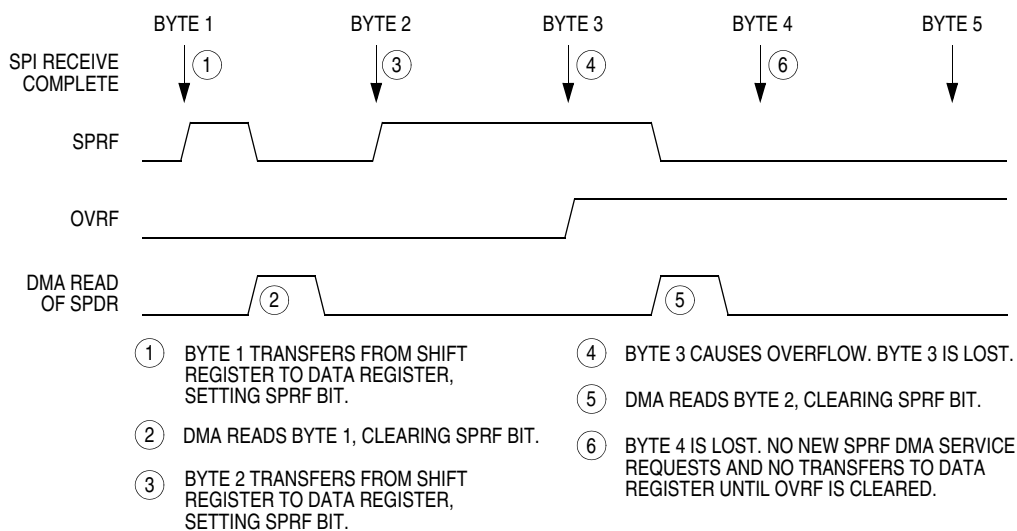 BYTE 1 BYTE 2 BYTE 3 BYTE 4 BYTE 5
SPI RECEIVE
COMPLETE
1 3 4 6
SPRF
OVRF
DMA READ
OF SPDR
2 5
1 BYTE 1 TRANSFERS FROM SHIFT
REGISTER TO DATA REGISTER,
SETTING SPRF BIT.
2 DMA READS BYTE 1, CLEARING SPRF BIT.
3 BYTE 2 TRANSFERS FROM SHIFT
REGISTER TO DATA REGISTER,
SETTING SPRF BIT.
4 BYTE 3 CAUSES OVERFLOW. BYTE 3 IS LOST.
5 DMA READS BYTE 2, CLEARING SPRF BIT.
6 BYTE 4 IS LOST. NO NEW SPRF DMA SERVICE
REQUESTS AND NO TRANSFERS TO DATA
REGISTER UNTIL OVRF IS CLEARED.